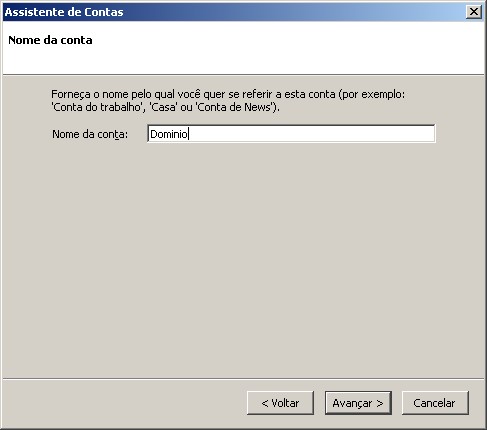 Assistente de Contas
Nome da conta
Forneça o nome pelo qual você quer se referir a esta conta (por exemplo:
'Conta do trabalho', 'Casa' ou 'Conta de News').
Nome da conta: Dominio
< Voltar Avançar > Cancelar